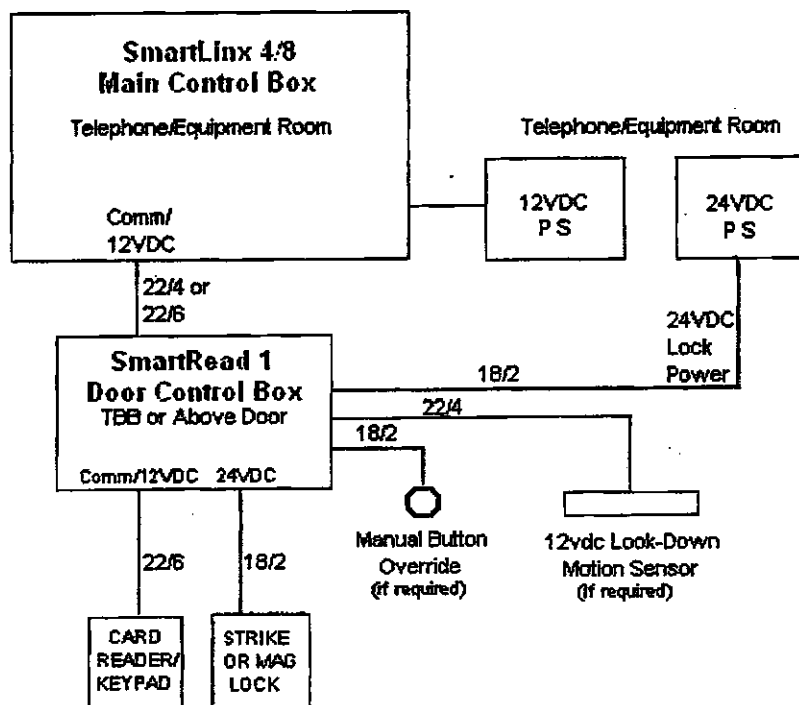 SmartLinx 4/8
Main Control Box
Telephone/Equipment Room
Comm/
12VDC
Telephone/Equipment Room
12VDC
P S
24VDC
P S
22/4 or
22/6
24VDC
Lock
Power
SmartRead 1
Door Control Box
TBB or Above Door
Comm/12VDC 24VDC
18/2
22/4
18/2
Manual Button
Override
(if required)
12vdc Look-Down
Motion Sensor
(if required)
22/6
18/2
CARD
READER/
KEYPAD
STRIKE
OR MAG
LOCK